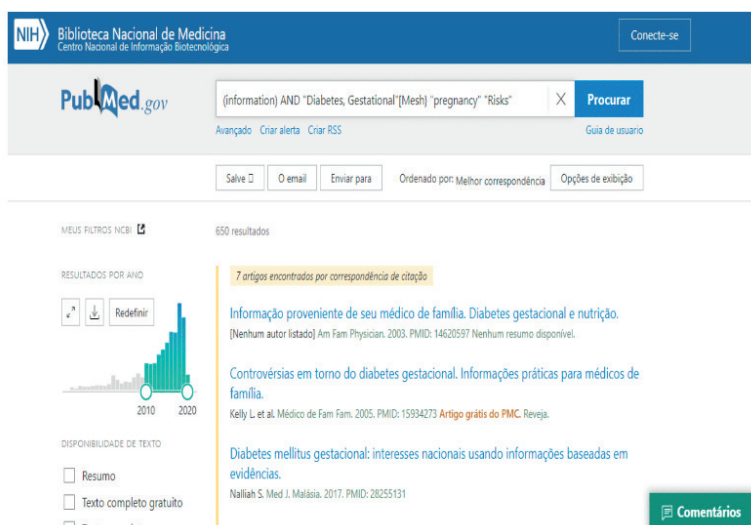 NIH
Biblioteca Nacional de Medicina
Centro Nacional de Informação Biotecnológica
Conecte-se
PubMed.gov
(information) AND "Diabetes, Gestational"[Mesh) "pregnancy" "Risks"
X
Procurar
Avançado Criar alerta Criar RSS
Guia de usuario
Salve
O email
Enviar para
Ordenado por: Melhor correspondência
Opções de exibição
MEUS FILTROS NCBI
650 resultados
RESULTADOS POR ANO
7 artigos encontrados por correspondência de citação
Redefinir
Informação proveniente de seu médico de família. Diabetes gestacional e nutrição.
[Nenhum autor listado] Am Fam Physician. 2003. PMID: 14620597 Nenhum resumo disponível.
Controvérsias em torno do diabetes gestacional. Informações práticas para médicos de
família.
Kelly L. et al. Médico de Fam Fam. 2005. PMID: 15934273 Artigo grátis do PMC. Reveja.
2010 2020
DISPONIBILIDADE DE TEXTO
Diabetes mellitus gestacional: interesses nacionais usando informações baseadas em
evidências.
Nalliah S. Med J. Malásia. 2017. PMID: 28255131
Resumo
Texto completo gratuito
Comentários